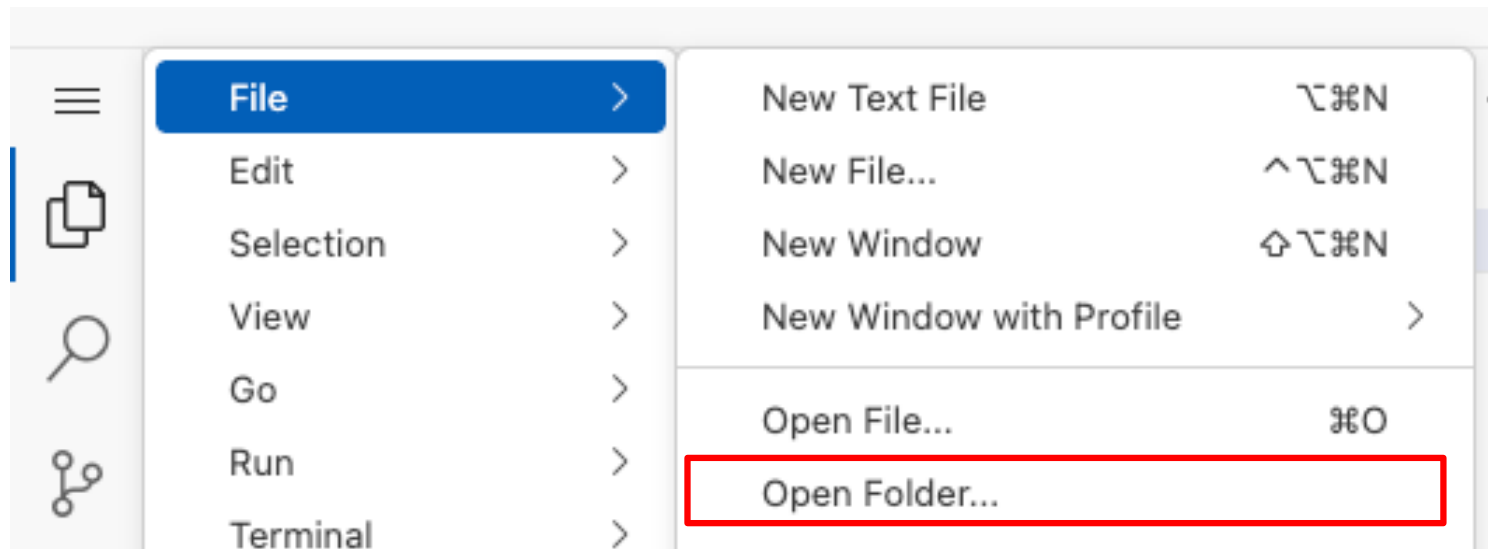 File
Edit
Selection
View
Go
Run
Terminal
New Text File ⌥⌘N
New File... ^⌥⌘N
New Window ⇧⌥⌘N
New Window with Profile
Open File... ⌘O
Open Folder...